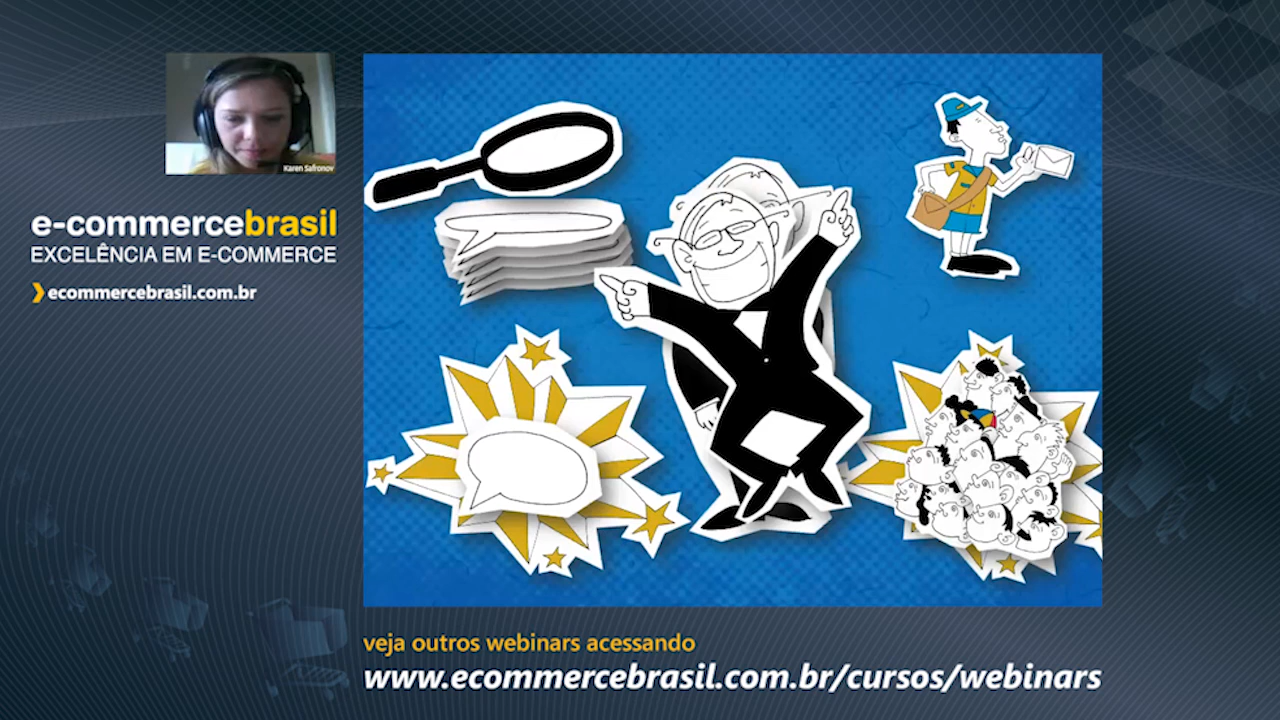 Karen Safronov
e-commercebrasil
EXCELÊNCIA EM E-COMMERCE
ecommercebrasil.com.br
veja outros webinars acessando
www.ecommercebrasil.com.br/cursos/webinars